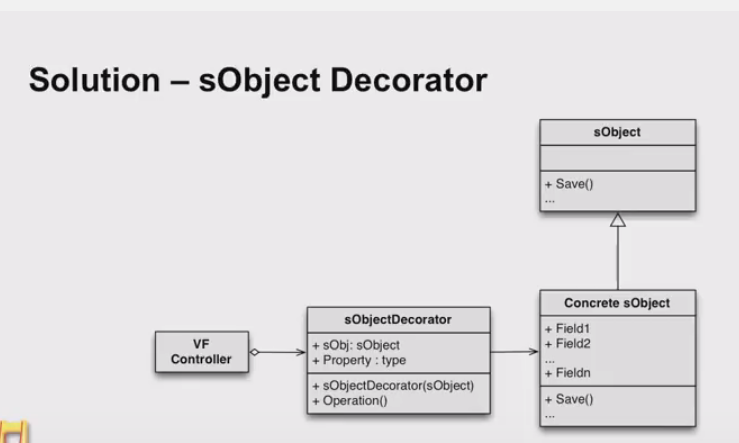 Solution – sObject Decorator
sObject
+ Save()
...
Concrete sObject
+ Field1
+ Field2
...
+ Fieldn
+ Save()
...
sObjectDecorator
+ sObj: sObject
+ Property : type
+ sObjectDecorator(sObject)
+ Operation()
VF
Controller